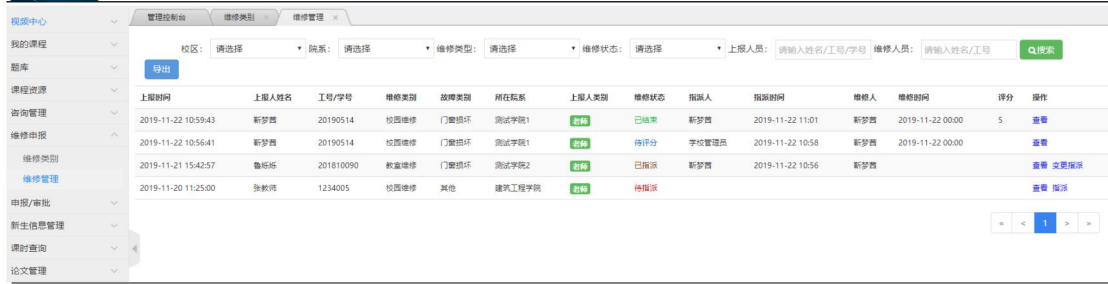 视频中心
我的课程
题库
课程资源
咨询管理
维修申报
维修类别
维修管理
申报/审批
新生信息管理
课时查询
论文管理
管理控制台 维修类别 × 维修管理 ×
校区： 请选择 院系： 请选择 维修类型： 请选择 维修状态： 请选择 上报人员： 请输入姓名/工号/学号 维修人员： 请输入姓名/工号 搜索
导出
上报时间 上报人姓名 工号/学号 维修类别 故障类别 所在院系 上报人类别 维修状态 指派人 指派时间 维修人 维修时间 评分 操作
2019-11-22 10:59:43 靳梦茜 20190514 校园维修 门窗损坏 测试学院1 老师 已结束 靳梦茜 2019-11-22 11:01 靳梦茜 2019-11-22 00:00 5 查看
2019-11-22 10:56:41 靳梦茜 20190514 校园维修 门窗损坏 测试学院1 老师 待评分 学校管理员 2019-11-22 10:58 靳梦茜 2019-11-22 00:00 查看
2019-11-21 15:42:57 201810090 教室维修 门窗损坏 测试学院2 老师 已指派 靳梦茜 2019-11-22 10:56 靳梦茜 查看 变更指派
2019-11-20 11:25:00 张教师 1234005 校园维修 其他 建筑工程学院 老师 待指派 查看 指派
« < 1 > »